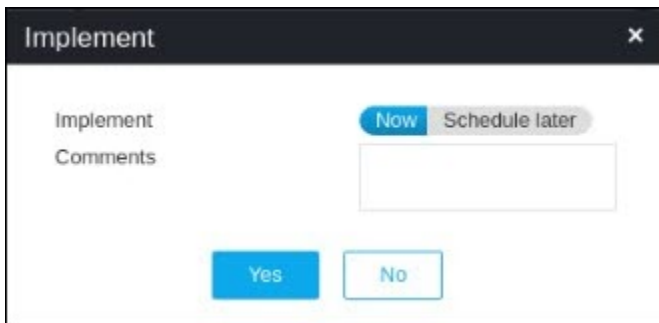 Implement
Implement Now Schedule later
Comments
Yes No